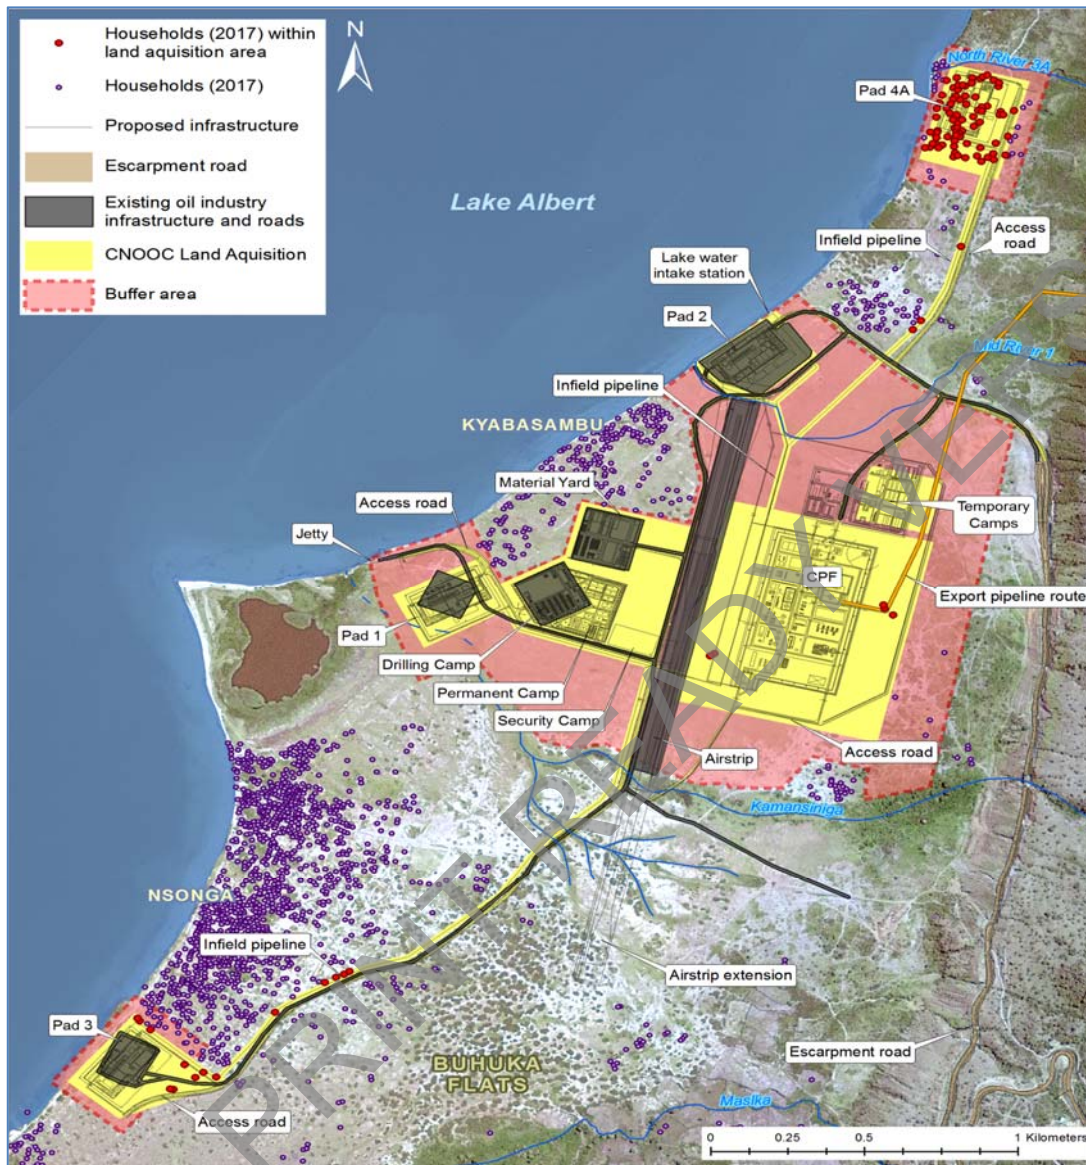 Households (2017) within
land aquisition area
Households (2017)
Proposed infrastructure
Escarpment road
Existing oil industry
infrastructure and roads
CNOOC Land Aquisition
Buffer area
N
North River 3A
Pad 4A
Lake Albert
Infield pipeline
Access
road
Lake water
intake station
Pad 2
Mid River 1
Infield pipeline
KYABASAMBU
Material Yard
Access road
Jetty
Temporary
Camps
CPF
Export pipeline route
Pad 1
Drilling Camp
Permanent Camp
Security Camp
Airstrip
Access road
Kamansiniga
NSONGA
Infield pipeline
Airstrip extension
Pad 3
Escarpment road
BUHUKA
FLATS
Masika
Access road
0 0.25 0.5 1 Kilometers